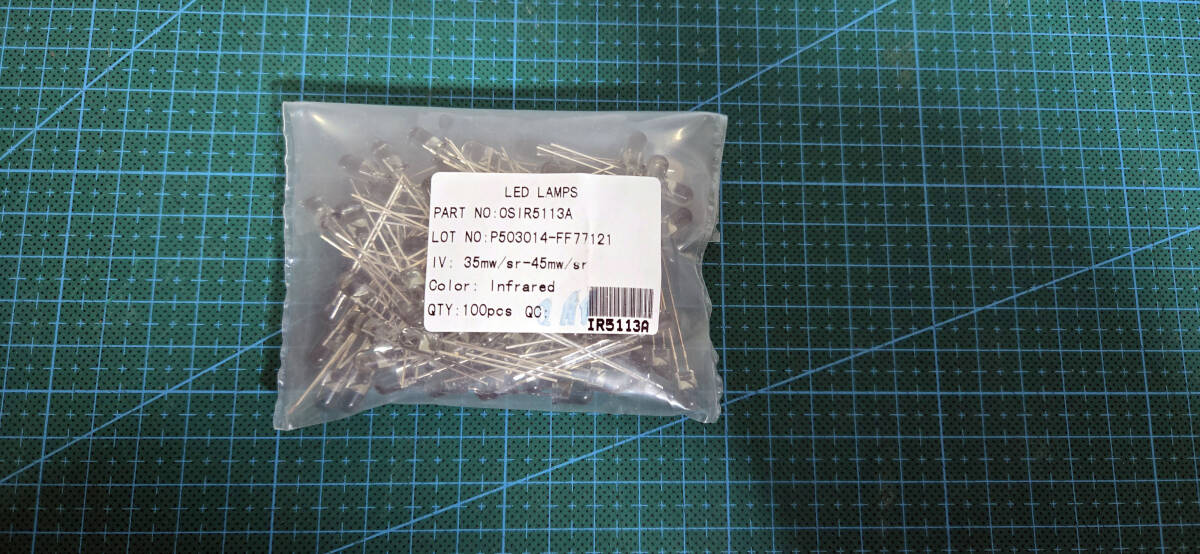 LED LAMPS
PART NO:OSIR5113A
LOT NO:P503014-FF77121
IV: 35mw/sr-45mw/sr
Color: Infrared
QTY:100pcs QC:
IR5113A